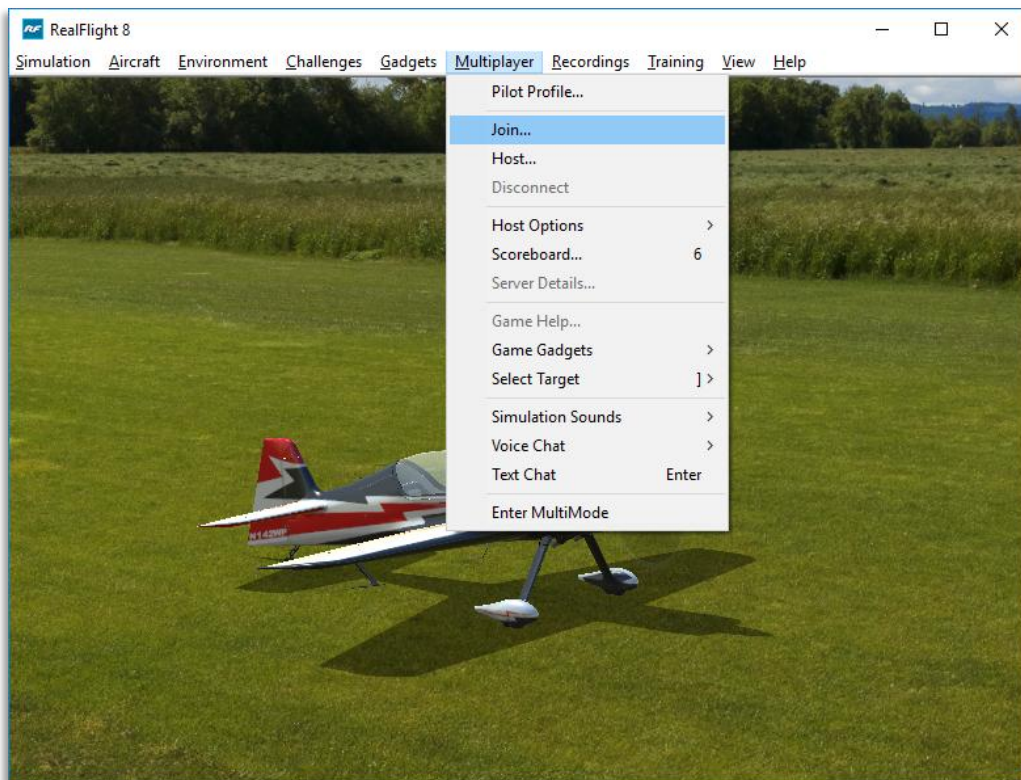 RF RealFlight 8
Simulation Aircraft Environment Challenges Gadgets Multiplayer Recordings Training View Help
Pilot Profile...
Join...
Host...
Disconnect
Host Options
Scoreboard... 6
Server Details...
Game Help...
Game Gadgets
Select Target ]
Simulation Sounds
Voice Chat
Text Chat Enter
Enter MultiMode